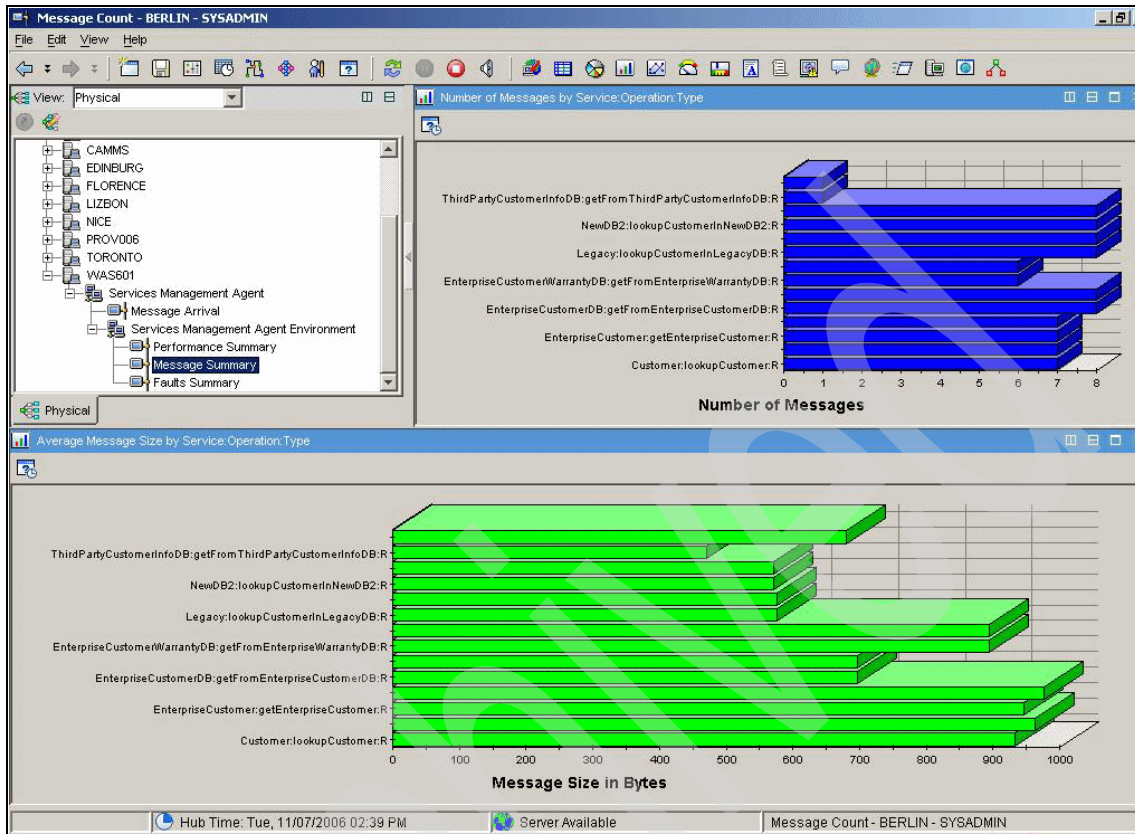 Message Count - BERLIN - SYSADMIN
File Edit View Help
View: Physical
CAMMS
EDINBURG
FLORENCE
LIZBON
NICE
PROV006
TORONTO
WAS601
Services Management Agent
Message Arrival
Services Management Agent Environment
Performance Summary
Message Summary
Faults Summary
Physical
Number of Messages by Service:Operation:Type
ThirdPartyCustomerInfoDB:getFromThirdPartyCustomerInfoDB:R
NewDB2:lookupCustomerInNewDB2:R
Legacy:lookupCustomerInLegacyDB:R
EnterpriseCustomerWarrantyDB:getFromEnterpriseWarrantyDB:R
EnterpriseCustomerDB:getFromEnterpriseCustomerDB:R
EnterpriseCustomer:getEnterpriseCustomer:R
Customer:lookupCustomer:R
0 1 2 3 4 5 6 7 8
Number of Messages
Average Message Size by Service:Operation:Type
ThirdPartyCustomerInfoDB:getFromThirdPartyCustomerInfoDB:R
NewDB2:lookupCustomerInNewDB2:R
Legacy:lookupCustomerInLegacyDB:R
EnterpriseCustomerWarrantyDB:getFromEnterpriseWarrantyDB:R
EnterpriseCustomerDB:getFromEnterpriseCustomerDB:R
EnterpriseCustomer:getEnterpriseCustomer:R
Customer:lookupCustomer:R
0 100 200 300 400 500 600 700 800 900 1000
Message Size in Bytes
Hub Time: Tue, 11/07/2006 02:39 PM
Server Available
Message Count - BERLIN - SYSADMIN